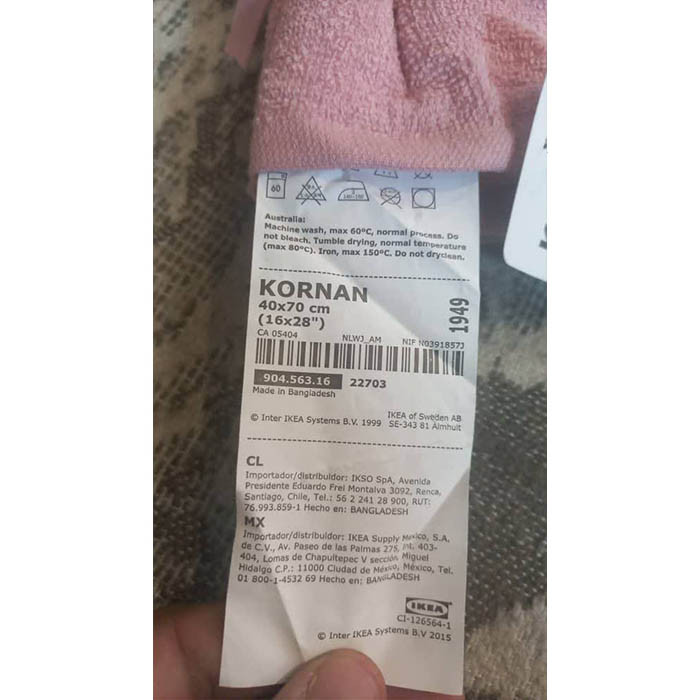 60
Australia:
Machine wash, max 60ºC, normal process. Do
not bleach. Tumble drying, normal temperature
(max 80ºC). Iron, max 150ºC. Do not dryclean.
KORNAN
40x70 cm
(16x28")
1949
CA 05404 NLWJ_AM NIF N0391857J
904.563.16 22703
Made in Bangladesh
© Inter IKEA Systems B.V. 1999 IKEA of Sweden AB
SE-343 81 Älmhult
CL
Importador/distribuidor: IKSO SpA, Avenida
Presidente Eduardo Frei Montalva 3092, Renca,
Santiago, Chile, Tel.: 56 2 241 28 900, RUT:
76.993.859-1 Hecho en: BANGLADESH
MX
Importador/distribuidor: IKEA Supply México, S.A.
de C.V., Av. Paseo de las Palmas 275, int. 403-
404, Lomas de Chapultepec V sección, Miguel
Hidalgo C.P.: 11000 Ciudad de México, México, Tel.
01 800-1-4532 69 Hecho en: BANGLADESH
IKEA
CI-126564-1
© Inter IKEA Systems B.V 2015